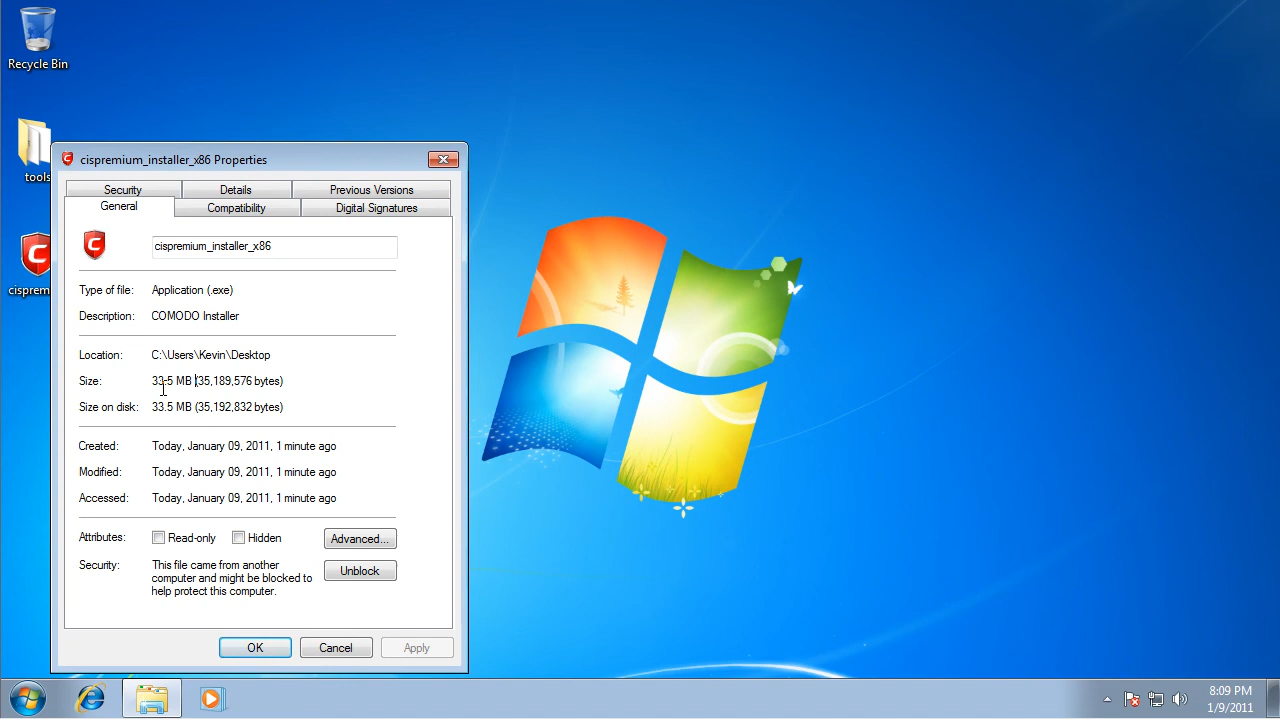 Recycle Bin
tools
cisprem
cispremium_installer_x86 Properties
Security Details Previous Versions
General Compatibility Digital Signatures
cispremium_installer_x86
Type of file: Application (.exe)
Description: COMODO Installer
Location: C:\Users\Kevin\Desktop
Size: 33.5 MB (35,189,576 bytes)
Size on disk: 33.5 MB (35,192,832 bytes)
Created: Today, January 09, 2011, 1 minute ago
Modified: Today, January 09, 2011, 1 minute ago
Accessed: Today, January 09, 2011, 1 minute ago
Attributes: Read-only Hidden Advanced...
Security: This file came from another
computer and might be blocked to
help protect this computer.
Unblock
OK Cancel Apply
8:09 PM
1/9/2011